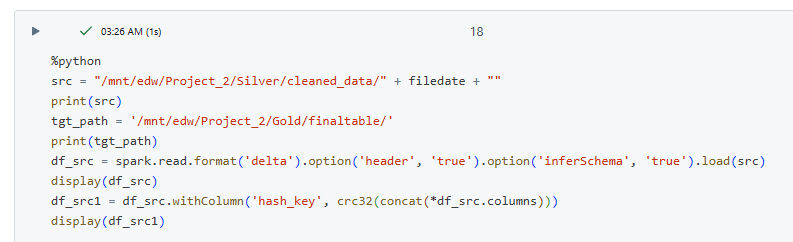 03:26 AM (1s) 18
%python
src = "/mnt/edw/Project_2/Silver/cleaned_data/" + filedate + ""
print(src)
tgt_path = '/mnt/edw/Project_2/Gold/finaltable/'
print(tgt_path)
df_src = spark.read.format('delta').option('header', 'true').option('inferSchema', 'true').load(src)
display(df_src)
df_src1 = df_src.withColumn('hash_key', crc32(concat(*df_src.columns)))
display(df_src1)